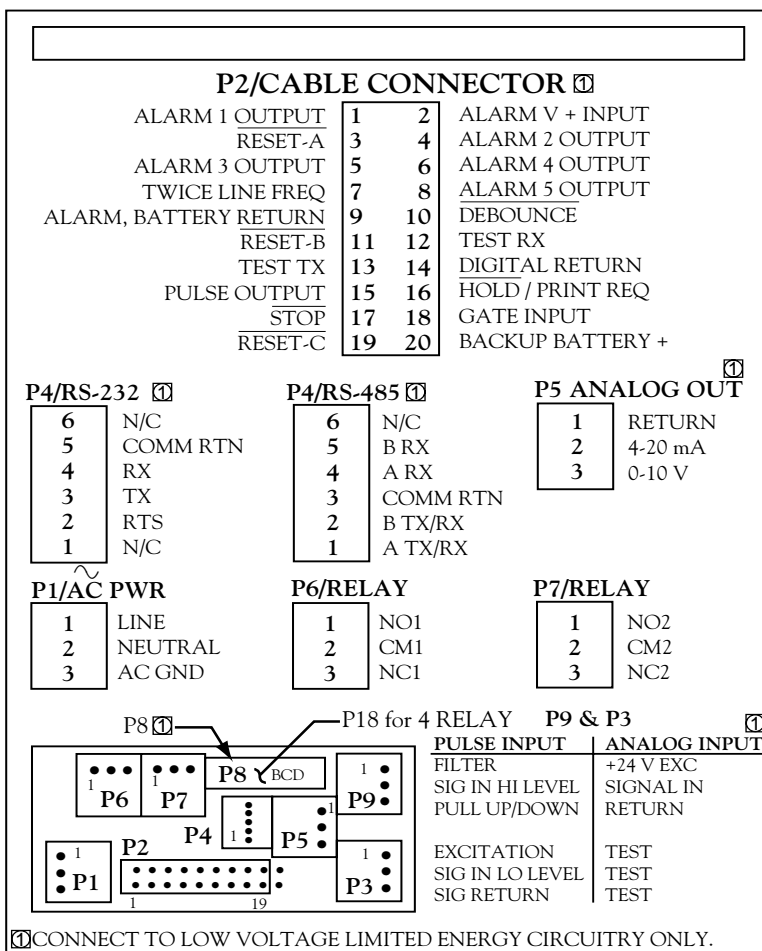 P2/CABLE CONNECTOR 1
ALARM 1 OUTPUT 1 2 ALARM V + INPUT
RESET-A 3 4 ALARM 2 OUTPUT
ALARM 3 OUTPUT 5 6 ALARM 4 OUTPUT
TWICE LINE FREQ 7 8 ALARM 5 OUTPUT
ALARM, BATTERY RETURN 9 10 DEBOUNCE
RESET-B 11 12 TEST RX
TEST TX 13 14 DIGITAL RETURN
PULSE OUTPUT 15 16 HOLD / PRINT REQ
STOP 17 18 GATE INPUT
RESET-C 19 20 BACKUP BATTERY +
P4/RS-232 1
6 N/C
5 COMM RTN
4 RX
3 TX
2 RTS
1 N/C
P4/RS-485 1
6 N/C
5 B RX
4 A RX
3 COMM RTN
2 B TX/RX
1 A TX/RX
1
P5 ANALOG OUT
1 RETURN
2 4-20 mA
3 0-10 V
P1/AC PWR
1 LINE
2 NEUTRAL
3 AC GND
P6/RELAY
1 NO1
2 CM1
3 NC1
P7/RELAY
1 NO2
2 CM2
3 NC2
P8 1
P18 for 4 RELAY
P8 BCD
1 P6
1 P7
1 P9
P4 1
1 P5
1 P1
P2
1 19
1 P3
P9 & P3 1
PULSE INPUT ANALOG INPUT
FILTER +24 V EXC
SIG IN HI LEVEL SIGNAL IN
PULL UP/DOWN RETURN
EXCITATION TEST
SIG IN LO LEVEL TEST
SIG RETURN TEST
1 CONNECT TO LOW VOLTAGE LIMITED ENERGY CIRCUITRY ONLY.